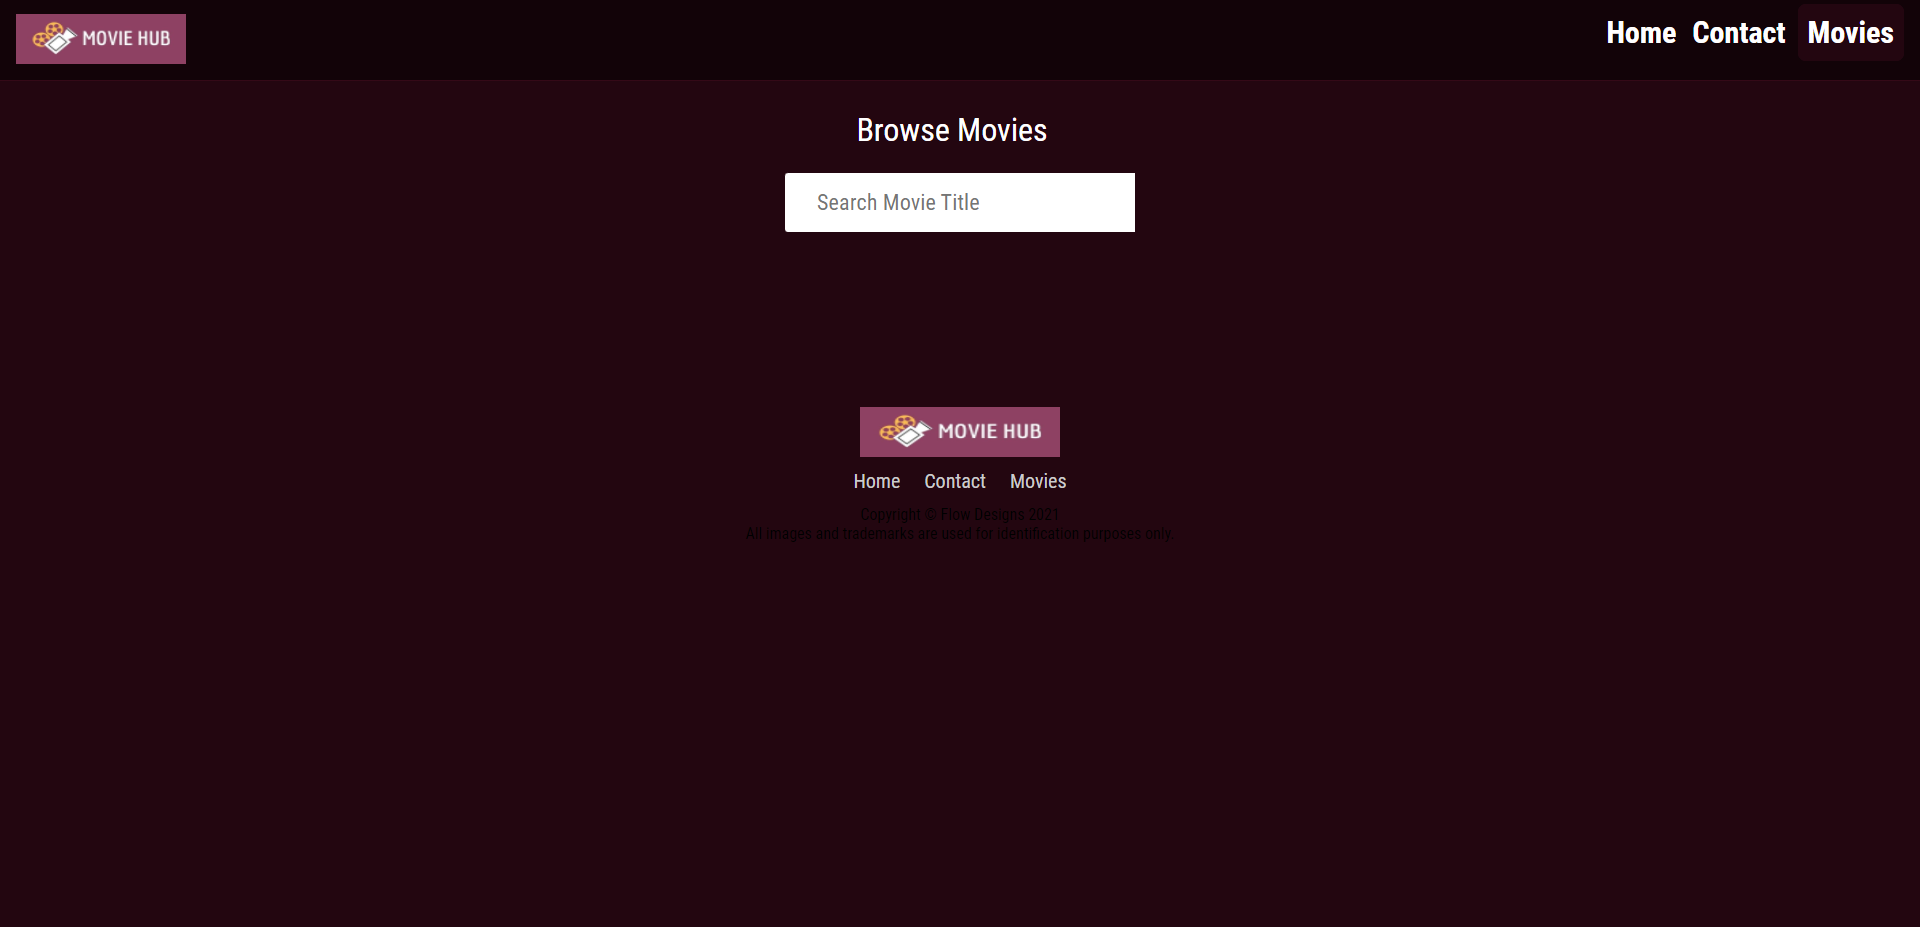 MOVIE HUB
Home Contact Movies
Browse Movies
Search Movie Title
MOVIE HUB
Home Contact Movies
Copyright © Flow Designs 2021
All images and trademarks are used for identification purposes only.